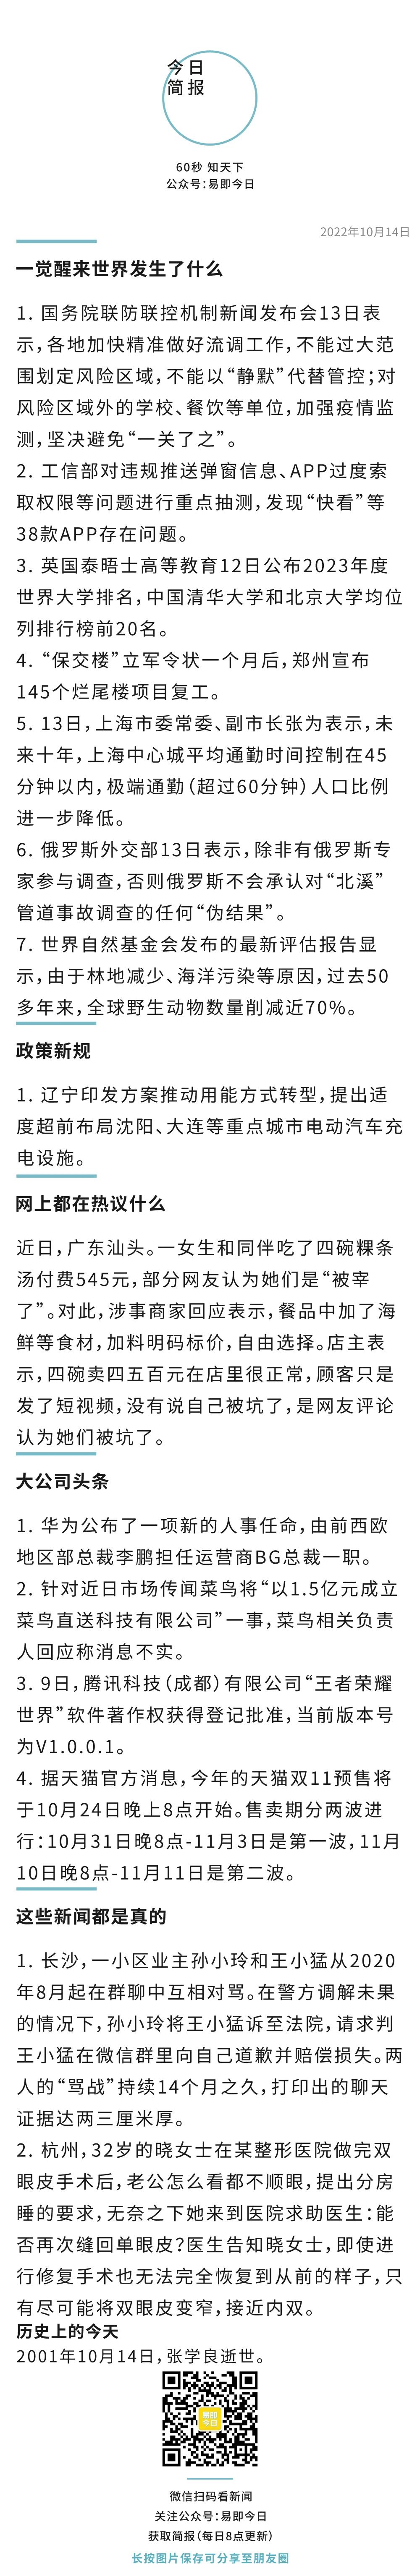 今日
简报
60秒 知天下
公众号：易即今日
2022年10月14日
一觉醒来世界发生了什么
1. 国务院联防联控机制新闻发布会13日表
示，各地加快精准做好流调工作，不能过大范
围划定风险区域，不能以“静默”代替管控；对
风险区域外的学校、餐饮等单位，加强疫情监
测，坚决避免“一关了之”。
2. 工信部对违规推送弹窗信息、APP过度索
取权限等问题进行重点抽测，发现“快看”等
38款APP存在问题。
3. 英国泰晤士高等教育12日公布2023年度
世界大学排名，中国清华大学和北京大学均位
列排行榜前20名。
4. “保交楼”立军令状一个月后，郑州宣布
145个烂尾楼项目复工。
5. 13日，上海市委常委、副市长张为表示，未
来十年，上海中心城平均通勤时间控制在45
分钟以内，极端通勤（超过60分钟）人口比例
进一步降低。
6. 俄罗斯外交部13日表示，除非有俄罗斯专
家参与调查，否则俄罗斯不会承认对“北溪”
管道事故调查的任何“伪结果”。
7. 世界自然基金会发布的最新评估报告显
示，由于林地减少、海洋污染等原因，过去50
多年来，全球野生动物数量削减近70%。
政策新规
1. 辽宁印发方案推动用能方式转型，提出适
度超前布局沈阳、大连等重点城市电动汽车充
电设施。
网上都在热议什么
近日，广东汕头。一女生和同伴吃了四碗粿条
汤付费545元，部分网友认为她们是“被宰
了”。对此，涉事商家回应表示，餐品中加了海
鲜等食材，加料明码标价，自由选择。店主表
示，四碗卖四五百元在店里很正常，顾客只是
发了短视频，没有说自己被坑了，是网友评论
认为她们被坑了。
大公司头条
1. 华为公布了一项新的人事任命，由前西欧
地区部总裁李鹏担任运营商BG总裁一职。
2. 针对近日市场传闻菜鸟将“以1.5亿元成立
菜鸟直送科技有限公司”一事，菜鸟相关负责
人回应称消息不实。
3. 9日，腾讯科技（成都）有限公司“王者荣耀
世界”软件著作权获得登记批准，当前版本号
为V1.0.0.1。
4. 据天猫官方消息，今年的天猫双11预售将
于10月24日晚上8点开始。售卖期分两波进
行：10月31日晚8点-11月3日是第一波，11月
10日晚8点-11月11日是第二波。
这些新闻都是真的
1. 长沙，一小区业主孙小玲和王小猛从2020
年8月起在群聊中互相对骂。在警方调解未果
的情况下，孙小玲将王小猛诉至法院，请求判
王小猛在微信群里向自己道歉并赔偿损失。两
人的“骂战”持续14个月之久，打印出的聊天
证据达两三厘米厚。
2. 杭州，32岁的晓女士在某整形医院做完双
眼皮手术后，老公怎么看都不顺眼，提出分房
睡的要求，无奈之下她来到医院求助医生：能
否再次缝回单眼皮？医生告知晓女士，即使进
行修复手术也无法完全恢复到从前的样子，只
有尽可能将双眼皮变窄，接近内双。
历史上的今天
2001年10月14日，张学良逝世。
易即
今日
微信扫码看新闻
关注公众号：易即今日
获取简报（每日8点更新）
长按图片保存可分享至朋友圈